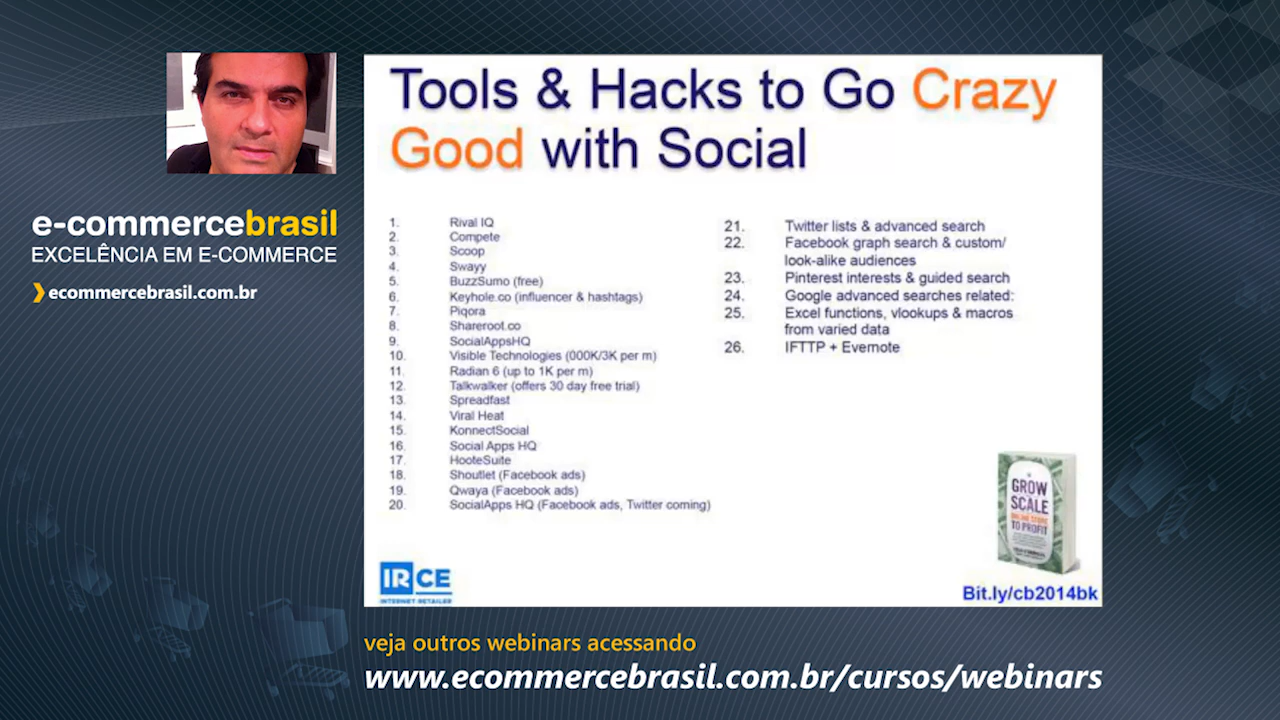 Tools & Hacks to Go Crazy
Good with Social
e-commercebrasil
EXCELÊNCIA EM E-COMMERCE
ecommercebrasil.com.br
1. Rival IQ
2. Compete
3. Scoop
4. Swayy
5. BuzzSumo (free)
6. Keyhole.co (influencer & hashtags)
7. Piqora
8. Shareroot.co
9. SocialAppsHQ
10. Visible Technologies (000K/3K per m)
11. Radian 6 (up to 1K per m)
12. Talkwalker (offers 30 day free trial)
13. Spreadfast
14. Viral Heat
15. KonnectSocial
16. Social Apps HQ
17. HooteSuite
18. Shoutlet (Facebook ads)
19. Qwaya (Facebook ads)
20. SocialApps HQ (Facebook ads, Twitter coming)
21. Twitter lists & advanced search
22. Facebook graph search & custom/
look-alike audiences
23. Pinterest interests & guided search
24. Google advanced searches related:
25. Excel functions, vlookups & macros
from varied data
26. IFTTP + Evernote
GROW
SCALE
ONLINE STORE
TO PROFIT
IRCE
INTERNET RETAILER
Bit.ly/cb2014bk
veja outros webinars acessando
www.ecommercebrasil.com.br/cursos/webinars